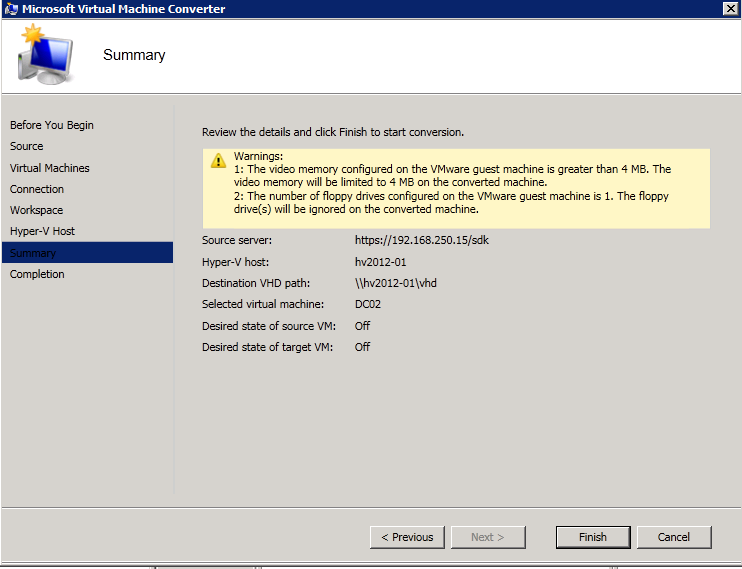 Microsoft Virtual Machine Converter
Summary
Before You Begin
Source
Virtual Machines
Connection
Workspace
Hyper-V Host
Summary
Completion
Review the details and click Finish to start conversion.
Warnings:
1: The video memory configured on the VMware guest machine is greater than 4 MB. The
video memory will be limited to 4 MB on the converted machine.
2: The number of floppy drives configured on the VMware guest machine is 1. The floppy
drive(s) will be ignored on the converted machine.
Source server: https://192.168.250.15/sdk
Hyper-V host: hv2012-01
Destination VHD path: \\hv2012-01\vhd
Selected virtual machine: DC02
Desired state of source VM: Off
Desired state of target VM: Off
< Previous Next > Finish Cancel